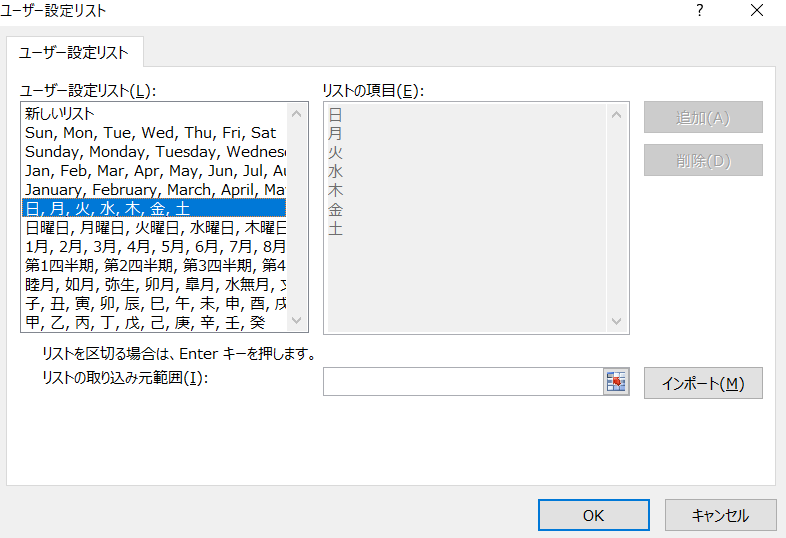 ユーザー設定リスト
?
ユーザー設定リスト
ユーザー設定リスト(L):
新しいリスト
Sun, Mon, Tue, Wed, Thu, Fri, Sat
Sunday, Monday, Tuesday, Wednes
Jan, Feb, Mar, Apr, May, Jun, Jul, Au
January, February, March, April, Ma
日, 月, 火, 水, 木, 金, 土
日曜日, 月曜日, 火曜日, 水曜日, 木曜日
1月, 2月, 3月, 4月, 5月, 6月, 7月, 8月
第1四半期, 第2四半期, 第3四半期, 第4
睦月, 如月, 弥生, 卯月, 皐月, 水無月,
子, 丑, 寅, 卯, 辰, 巳, 午, 未, 申, 酉, 戌
甲, 乙, 丙, 丁, 戊, 己, 庚, 辛, 壬, 癸
リストの項目(E):
日
月
火
水
木
金
土
追加(A)
削除(D)
リストを区切る場合は、Enter キーを押します。
リストの取り込み元範囲(I):
インポート(M)
OK
キャンセル